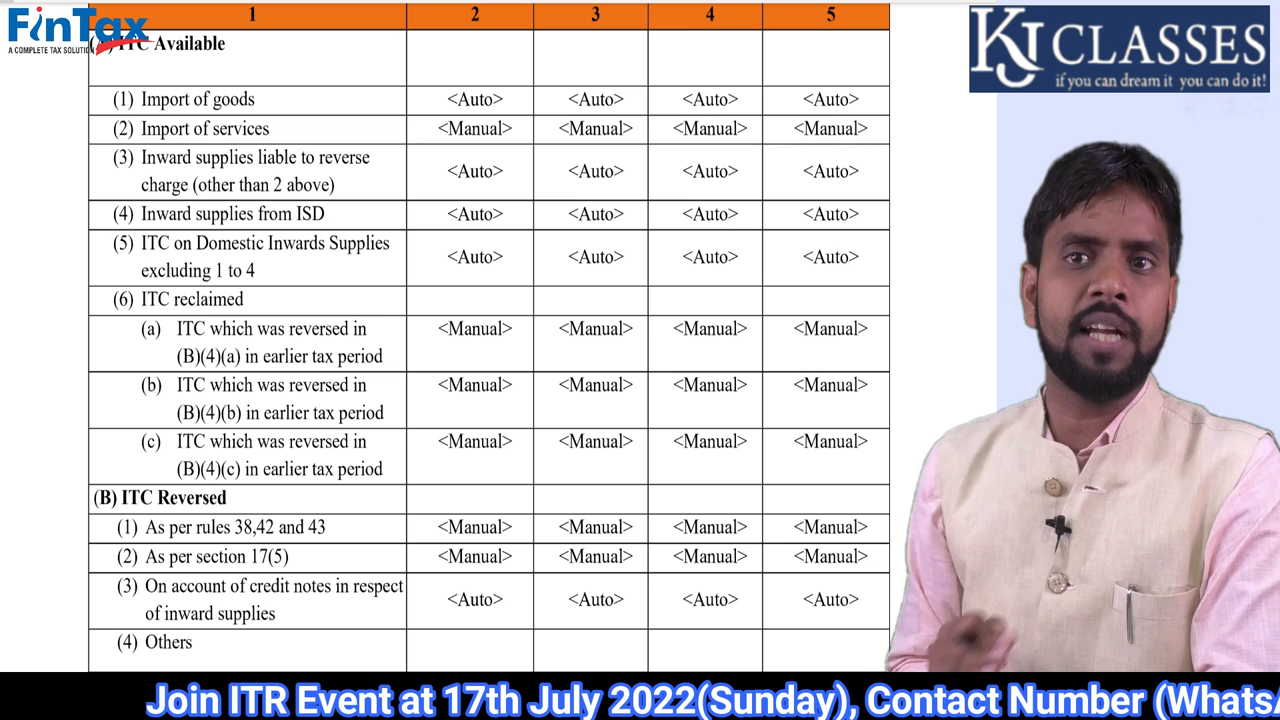 FinTax
A COMPLETE TAX SOLUTION
KJ CLASSES
if you can dream it you can do it!
1 2 3 4 5
ITC Available
(1) Import of goods <Auto> <Auto> <Auto> <Auto>
(2) Import of services <Manual> <Manual> <Manual> <Manual>
(3) Inward supplies liable to reverse
charge (other than 2 above) <Auto> <Auto> <Auto> <Auto>
(4) Inward supplies from ISD <Auto> <Auto> <Auto> <Auto>
(5) ITC on Domestic Inwards Supplies
excluding 1 to 4 <Auto> <Auto> <Auto> <Auto>
(6) ITC reclaimed
(a) ITC which was reversed in <Manual> <Manual> <Manual> <Manual>
(B)(4)(a) in earlier tax period
(b) ITC which was reversed in <Manual> <Manual> <Manual> <Manual>
(B)(4)(b) in earlier tax period
(c) ITC which was reversed in <Manual> <Manual> <Manual> <Manual>
(B)(4)(c) in earlier tax period
(B) ITC Reversed
(1) As per rules 38,42 and 43 <Manual> <Manual> <Manual> <Manual>
(2) As per section 17(5) <Manual> <Manual> <Manual> <Manual>
(3) On account of credit notes in respect
of inward supplies <Auto> <Auto> <Auto> <Auto>
(4) Others
Join ITR Event at 17th July 2022(Sunday), Contact Number (Whats